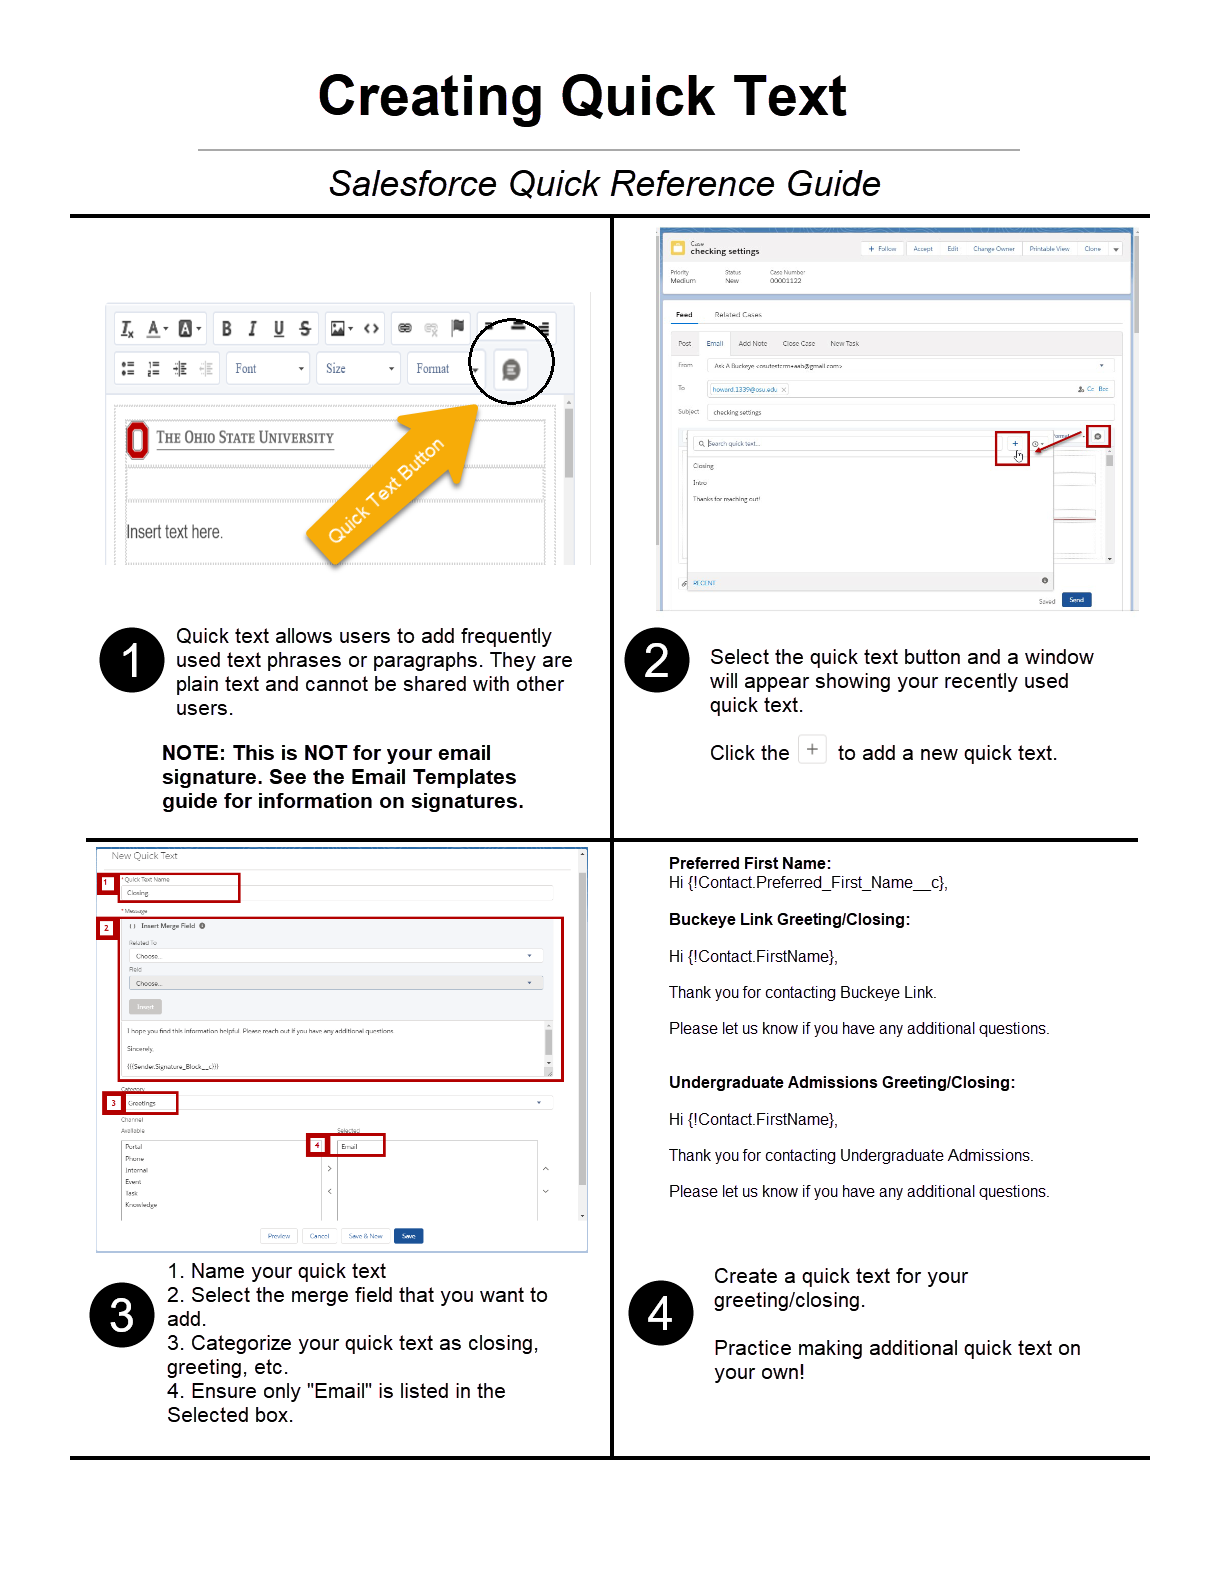 Creating Quick Text
Salesforce Quick Reference Guide
Font
Size
Format
THE OHIO STATE UNIVERSITY
Insert text here.
Quick Text Button
1
Quick text allows users to add frequently
used text phrases or paragraphs. They are
plain text and cannot be shared with other
users.
NOTE: This is NOT for your email
signature. See the Email Templates
guide for information on signatures.
Case
checking settings
+ Follow Accept Edit Change Owner Printable View Clone
Priority Status Case Number
Medium New 00001122
Feed Related Cases
Post Email Add Note Close Case New Task
From Ask A Buckeye <osutestcrm+aab@gmail.com>
To howard.1339@osu.edu × Cc Bcc
Subject checking settings
Search quick text...
Closing
Intro
Thanks for reaching out!
RECENT
Saved Send
2
Select the quick text button and a window
will appear showing your recently used
quick text.
Click the + to add a new quick text.
New Quick Text
1
* Quick Text Name
Closing
* Message
2
Insert Merge Field
Related To
Choose...
Field
Choose...
Insert
I hope you find this information helpful. Please reach out if you have any additional questions.
Sincerely,
{{{Sender.Signature_Block__c}}}
Category
3
Greetings
Channel
Available Selected
4
Email
Portal
Phone
Internal
Event
Task
Knowledge
Preview Cancel Save & New Save
3
1. Name your quick text
2. Select the merge field that you want to
add.
3. Categorize your quick text as closing,
greeting, etc.
4. Ensure only "Email" is listed in the
Selected box.
Preferred First Name:
Hi {!Contact.Preferred_First_Name__c},
Buckeye Link Greeting/Closing:
Hi {!Contact.FirstName},
Thank you for contacting Buckeye Link.
Please let us know if you have any additional questions.
Undergraduate Admissions Greeting/Closing:
Hi {!Contact.FirstName},
Thank you for contacting Undergraduate Admissions.
Please let us know if you have any additional questions.
4
Create a quick text for your
greeting/closing.
Practice making additional quick text on
your own!